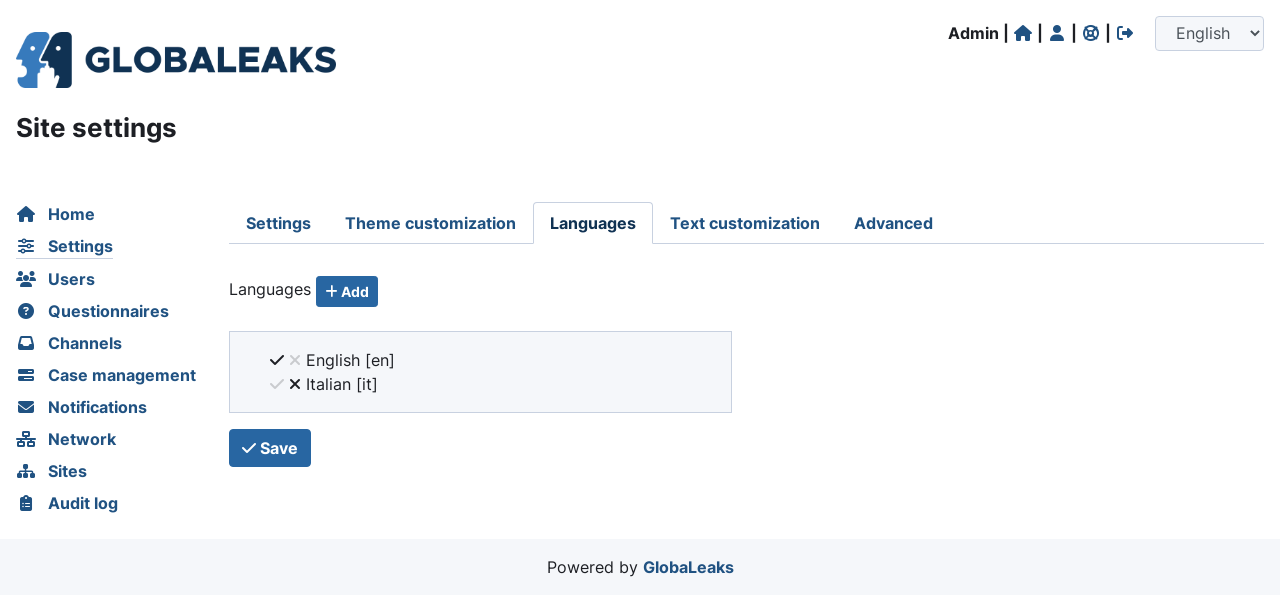 Admin | | | |
English
GLOBALEAKS
Site settings
Home
Settings
Users
Questionnaires
Channels
Case management
Notifications
Network
Sites
Audit log
Settings Theme customization Languages Text customization Advanced
Languages Add
English [en]
Italian [it]
Save
Powered by GlobaLeaks